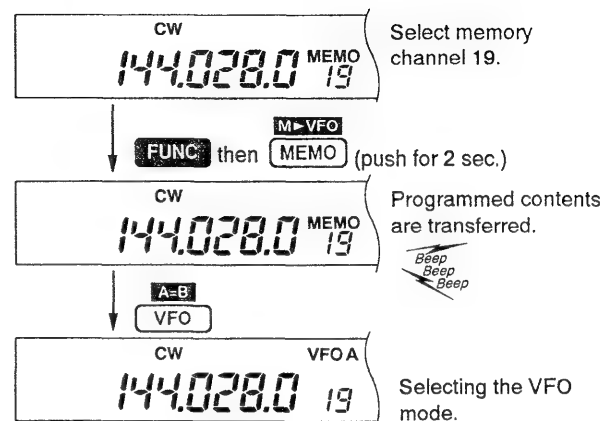 CW
144.028.0 MEMO 19
Select memory
channel 19.
M►VFO
FUNC then MEMO (push for 2 sec.)
CW
144.028.0 MEMO 19
Programmed contents
are transferred.
Beep
Beep
Beep
A=B
VFO
CW VFO A
144.028.0 19
Selecting the VFO
mode.